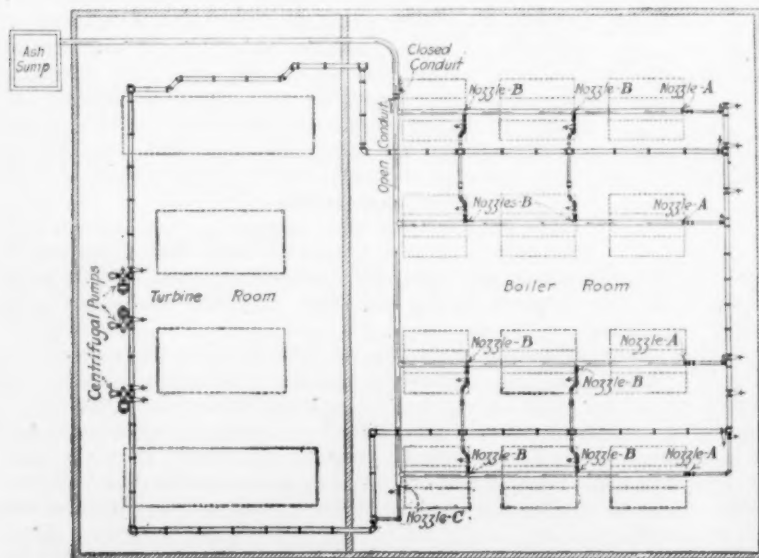 Ash
Sump
Closed
Conduit
Nozzle-B
Nozzle-B
Nozzle-A
Open Conduit
Nozzles-B
Nozzle-A
Centrifugal Pumps
Turbine Room
Boiler Room
Nozzle-B
Nozzle-A
Nozzle-B
Nozzle-B
Nozzle-B
Nozzle-A
Nozzle-C